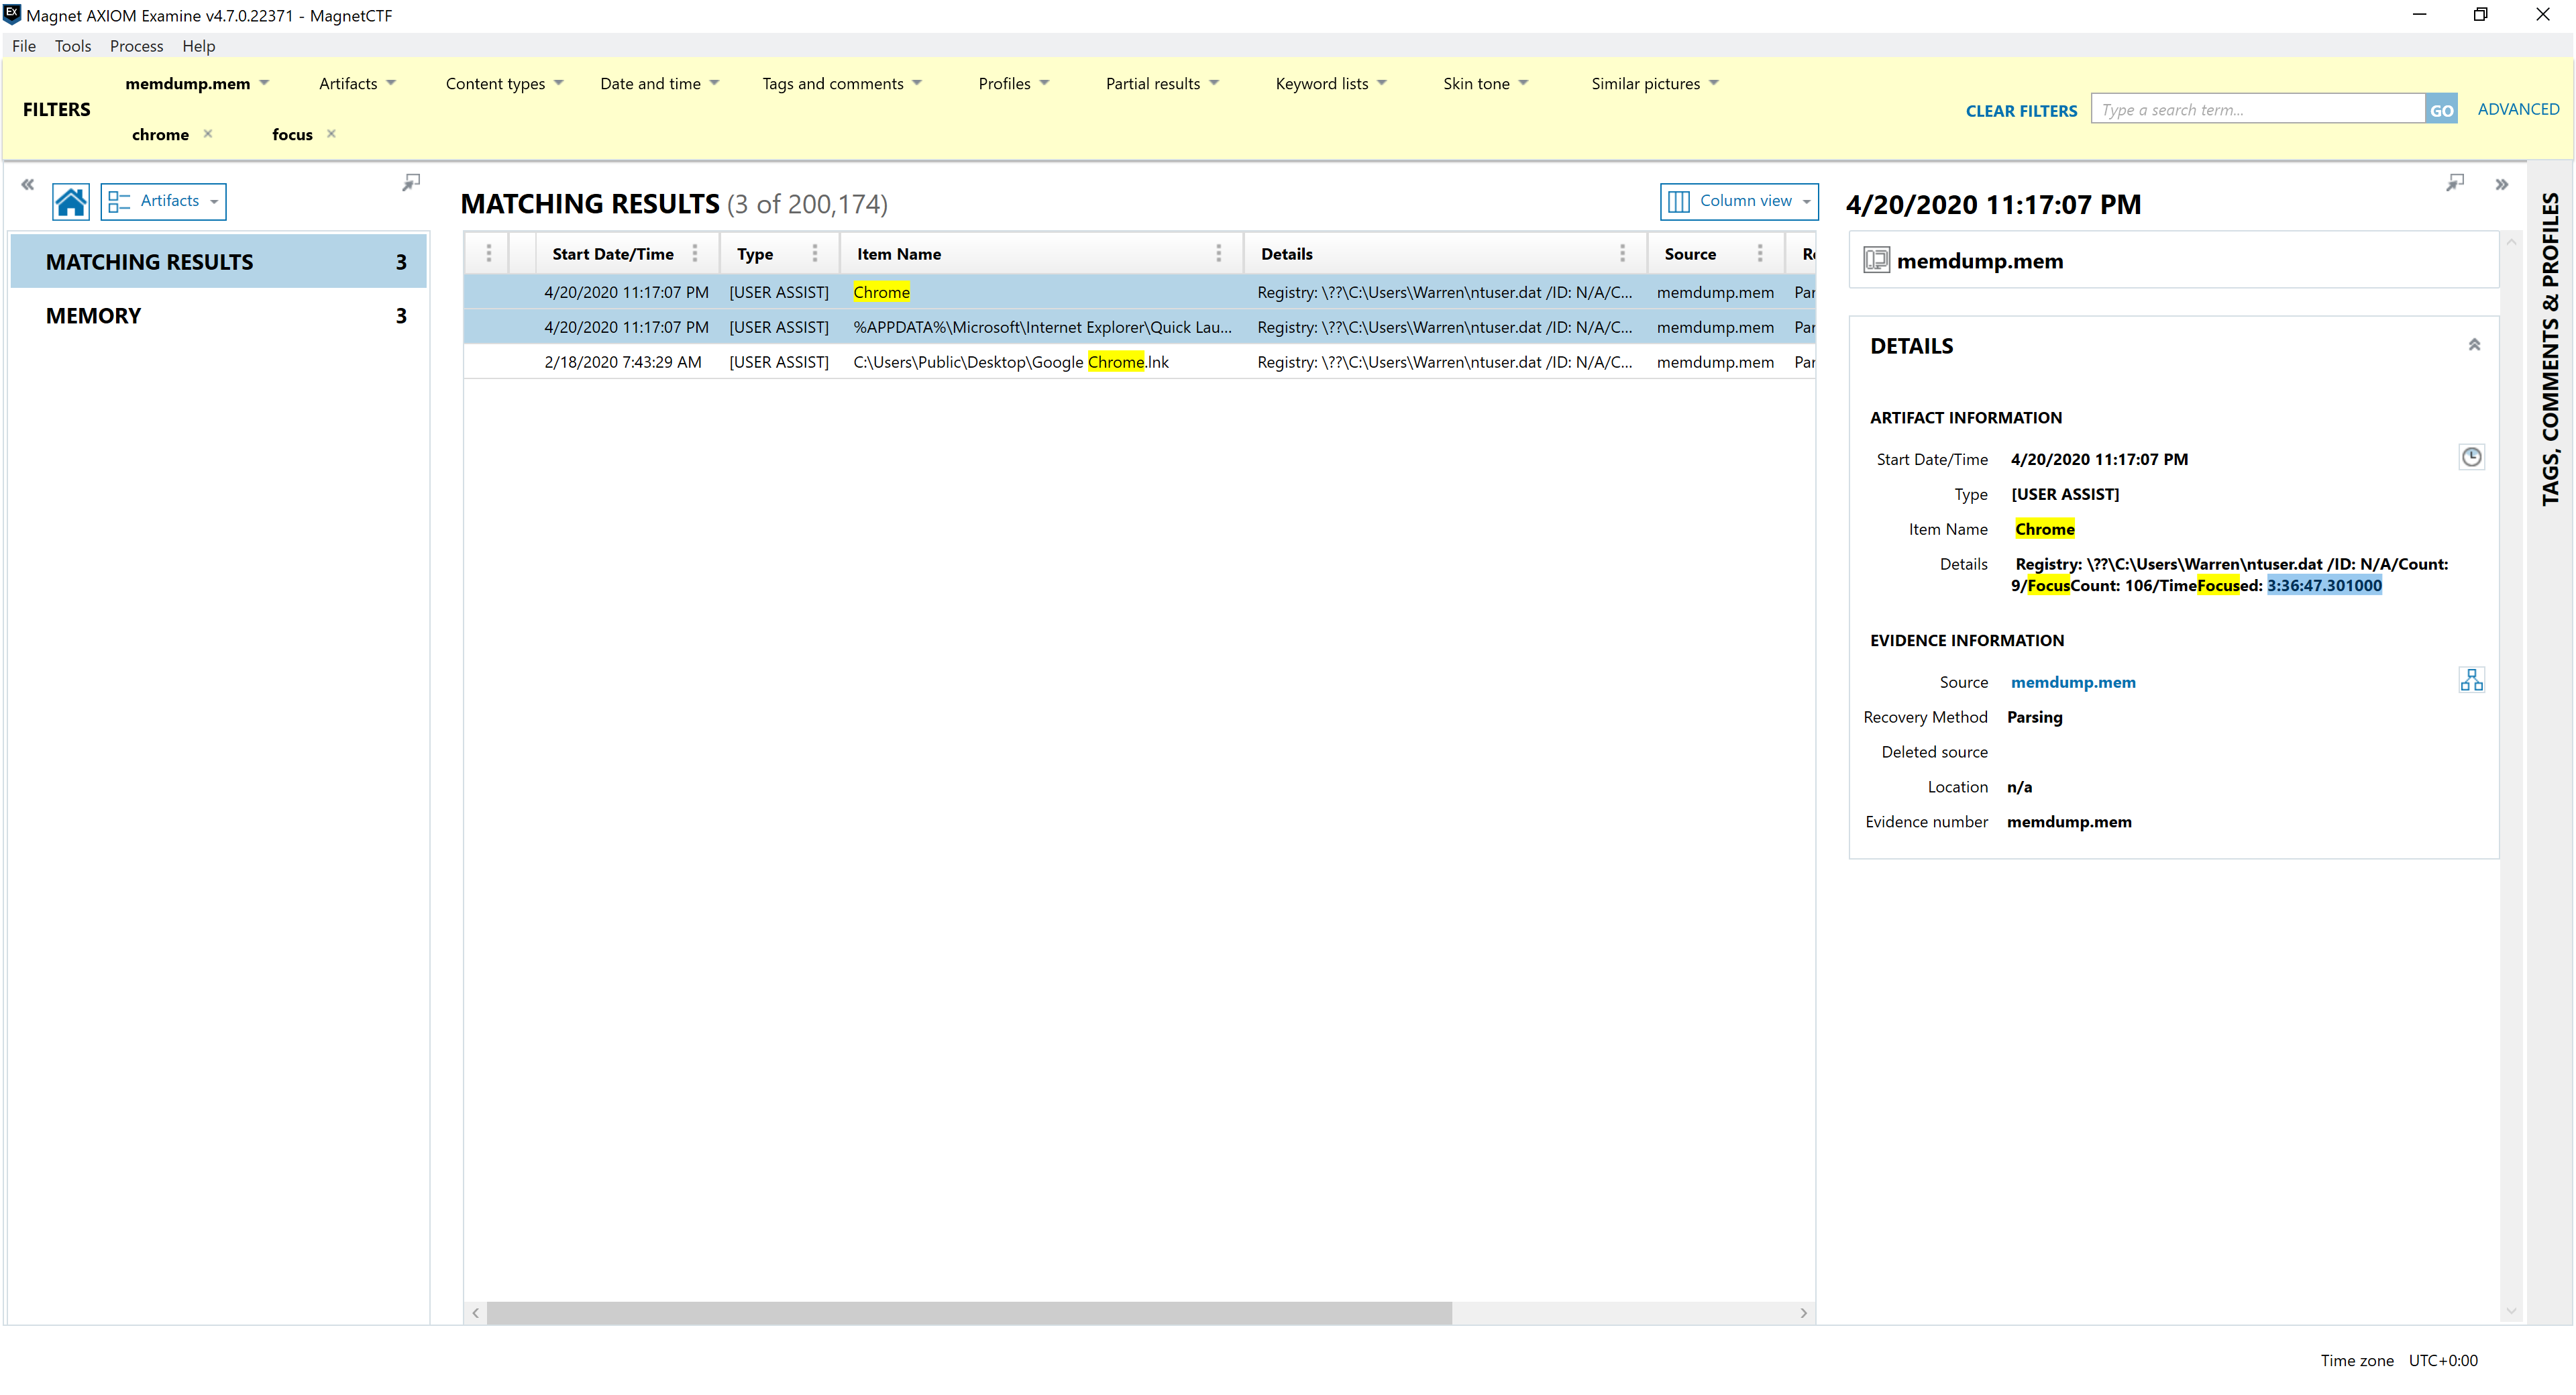 Magnet AXIOM Examine v4.7.0.22371 - MagnetCTF
File Tools Process Help
FILTERS
memdump.mem Artifacts Content types Date and time Tags and comments Profiles Partial results Keyword lists Skin tone Similar pictures
chrome × focus ×
CLEAR FILTERS Type a search term... GO ADVANCED
Artifacts
MATCHING RESULTS 3
MEMORY 3
MATCHING RESULTS (3 of 200,174) Column view
Start Date/Time Type Item Name Details Source Re
4/20/2020 11:17:07 PM [USER ASSIST] Chrome Registry: \??\C:\Users\Warren\ntuser.dat /ID: N/A/C... memdump.mem Par
4/20/2020 11:17:07 PM [USER ASSIST] %APPDATA%\Microsoft\Internet Explorer\Quick Lau... Registry: \??\C:\Users\Warren\ntuser.dat /ID: N/A/C... memdump.mem Par
2/18/2020 7:43:29 AM [USER ASSIST] C:\Users\Public\Desktop\Google Chrome.lnk Registry: \??\C:\Users\Warren\ntuser.dat /ID: N/A/C... memdump.mem Par
4/20/2020 11:17:07 PM
memdump.mem
DETAILS
ARTIFACT INFORMATION
Start Date/Time 4/20/2020 11:17:07 PM
Type [USER ASSIST]
Item Name Chrome
Details Registry: \??\C:\Users\Warren\ntuser.dat /ID: N/A/Count:
9/FocusCount: 106/TimeFocused: 3:36:47.301000
EVIDENCE INFORMATION
Source memdump.mem
Recovery Method Parsing
Deleted source
Location n/a
Evidence number memdump.mem
TAGS, COMMENTS & PROFILES
Time zone UTC+0:00